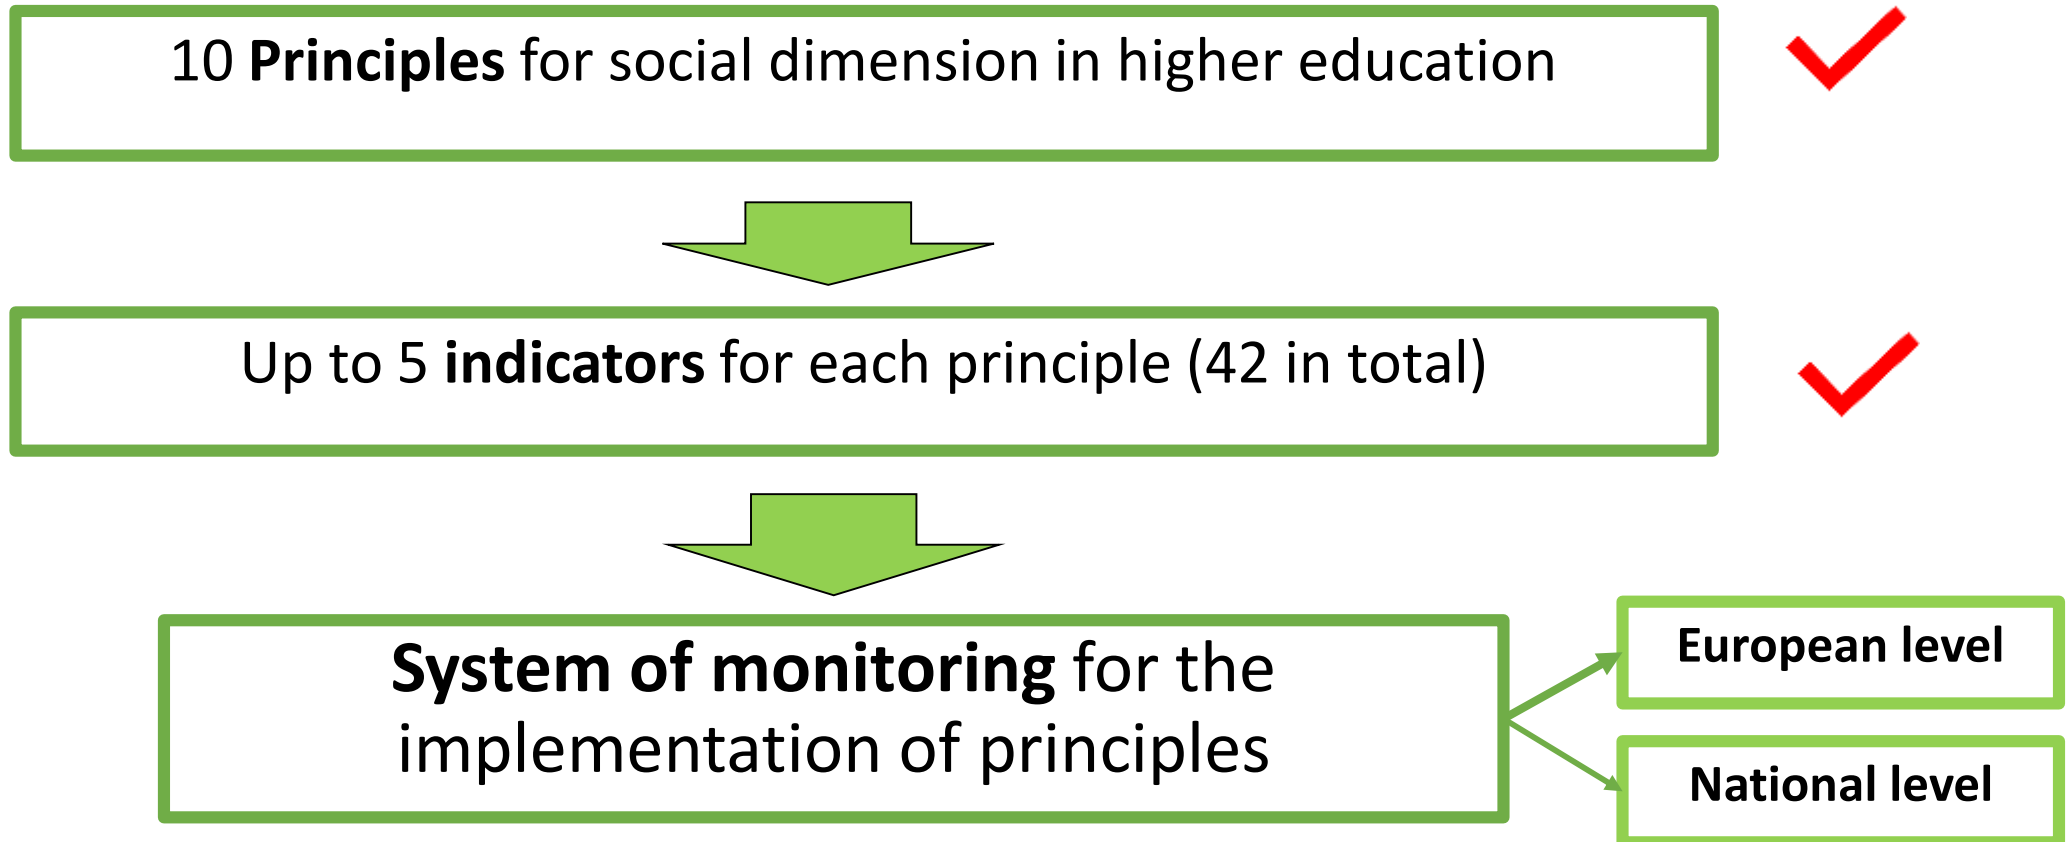 10 Principles for social dimension in higher education
Up to 5 indicators for each principle (42 in total)
System of monitoring for the
implementation of principles
European level
National level